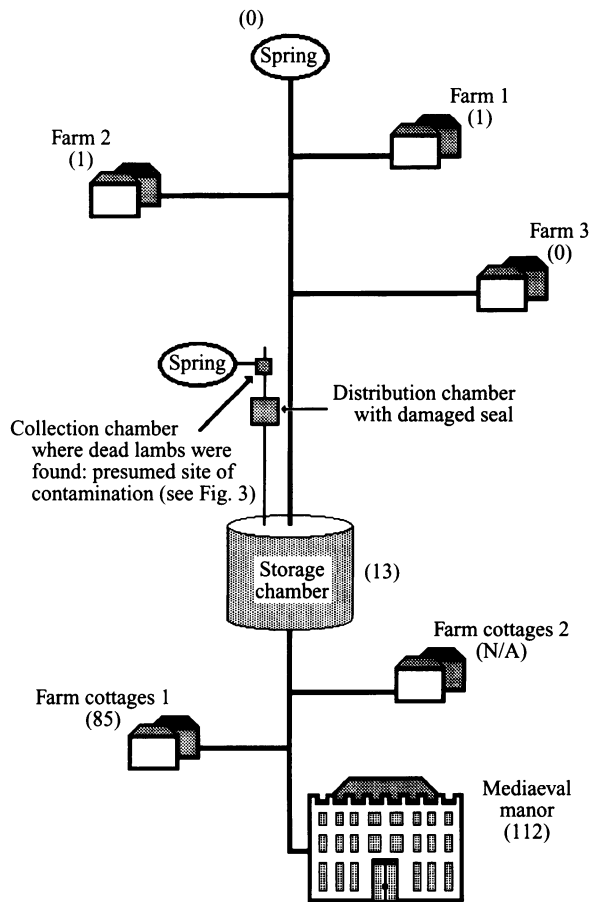 (0)
Spring
Farm 1
(1)
Farm 2
(1)
Farm 3
(0)
Spring
Distribution chamber
with damaged seal
Collection chamber
where dead lambs were
found: presumed site of
contamination (see Fig. 3)
Storage
chamber
(13)
Farm cottages 2
(N/A)
Farm cottages 1
(85)
Mediaeval
manor
(112)